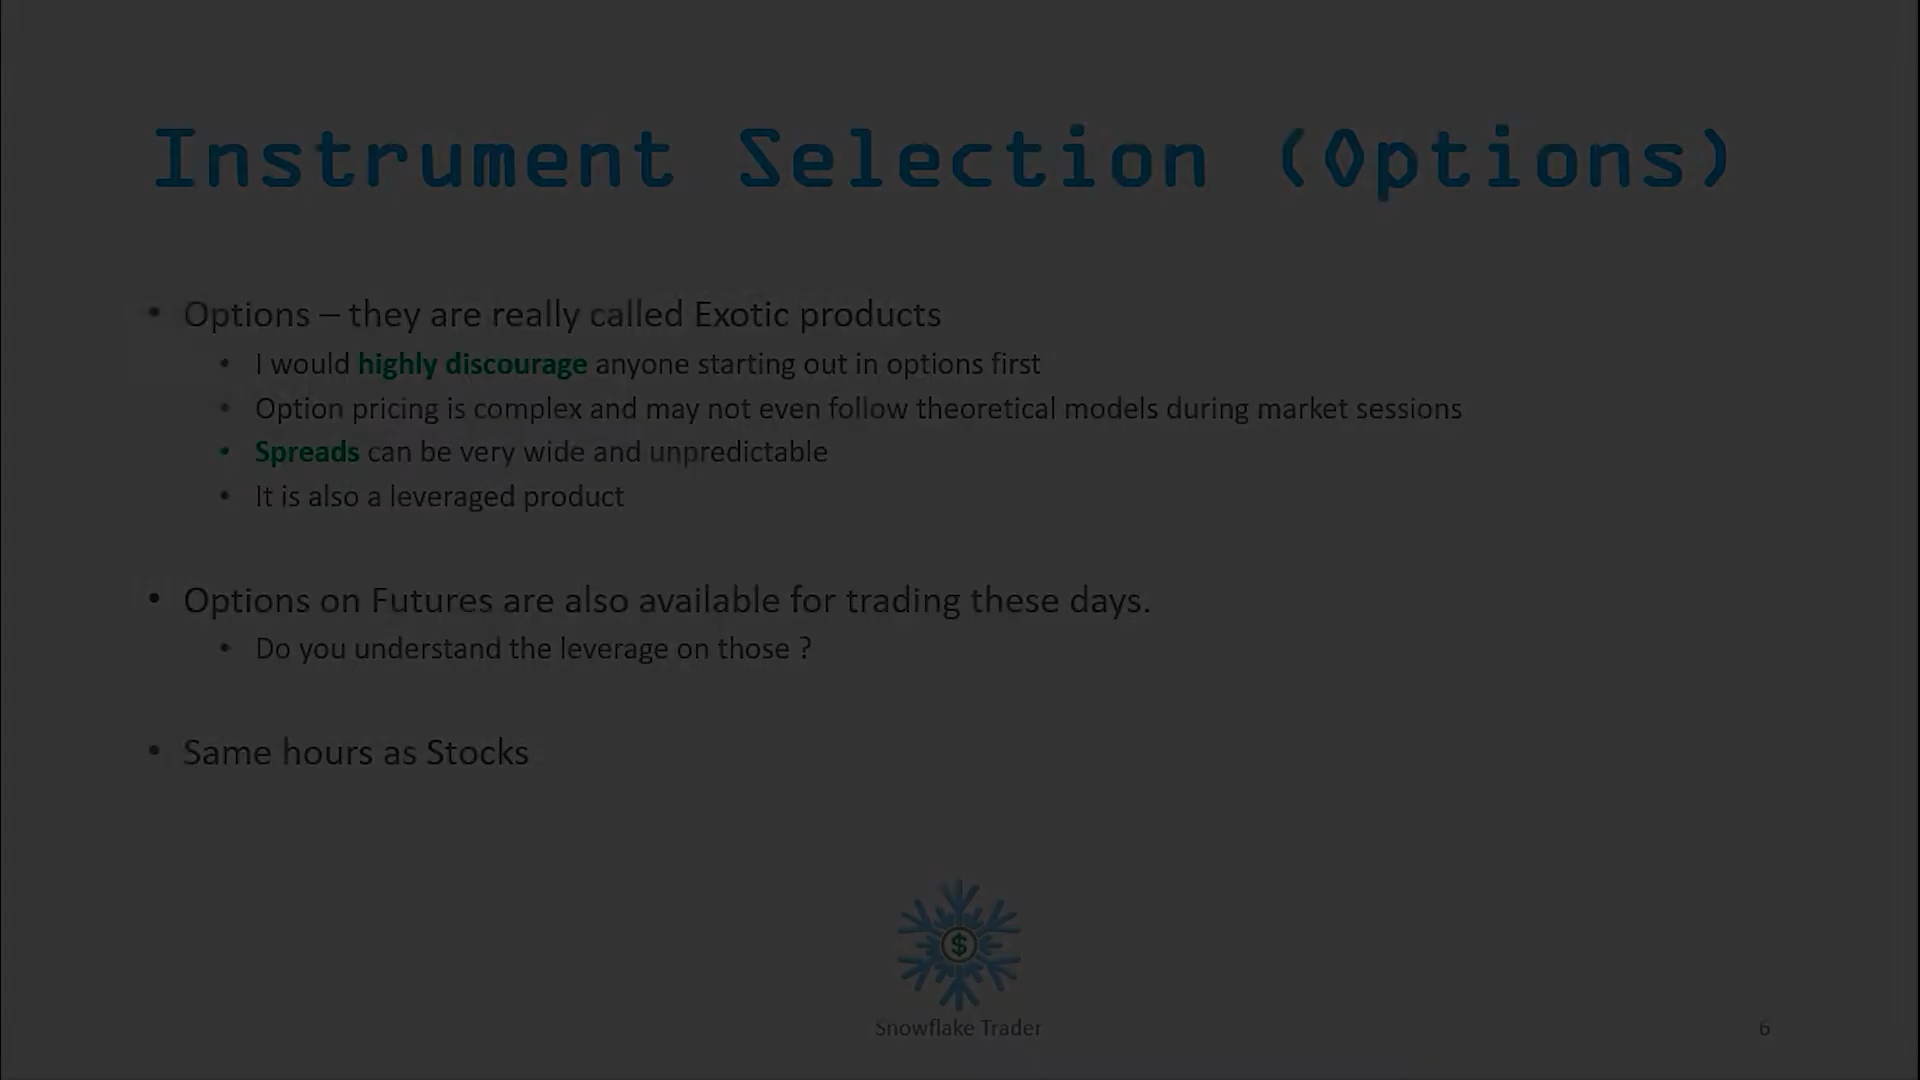 Instrument Selection (Options)
• Options – they are really called Exotic products
• I would highly discourage anyone starting out in options first
• Option pricing is complex and may not even follow theoretical models during market sessions
• Spreads can be very wide and unpredictable
• It is also a leveraged product
• Options on Futures are also available for trading these days.
• Do you understand the leverage on those ?
• Same hours as Stocks
$
Snowflake Trader
6